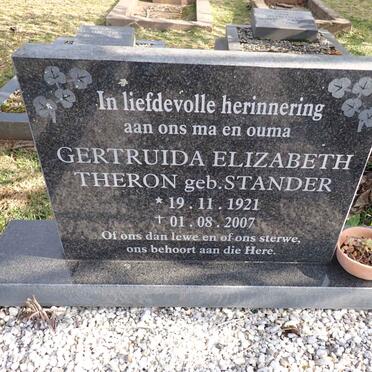 In liefdevolle herinnering
aan ons ma en ouma
GERTRUIDA ELIZABETH
THERON geb. STANDER
* 19 . 11 . 1921
† 01 . 08 . 2007
Of ons dan lewe en of ons sterwe,
ons behoort aan die Here.